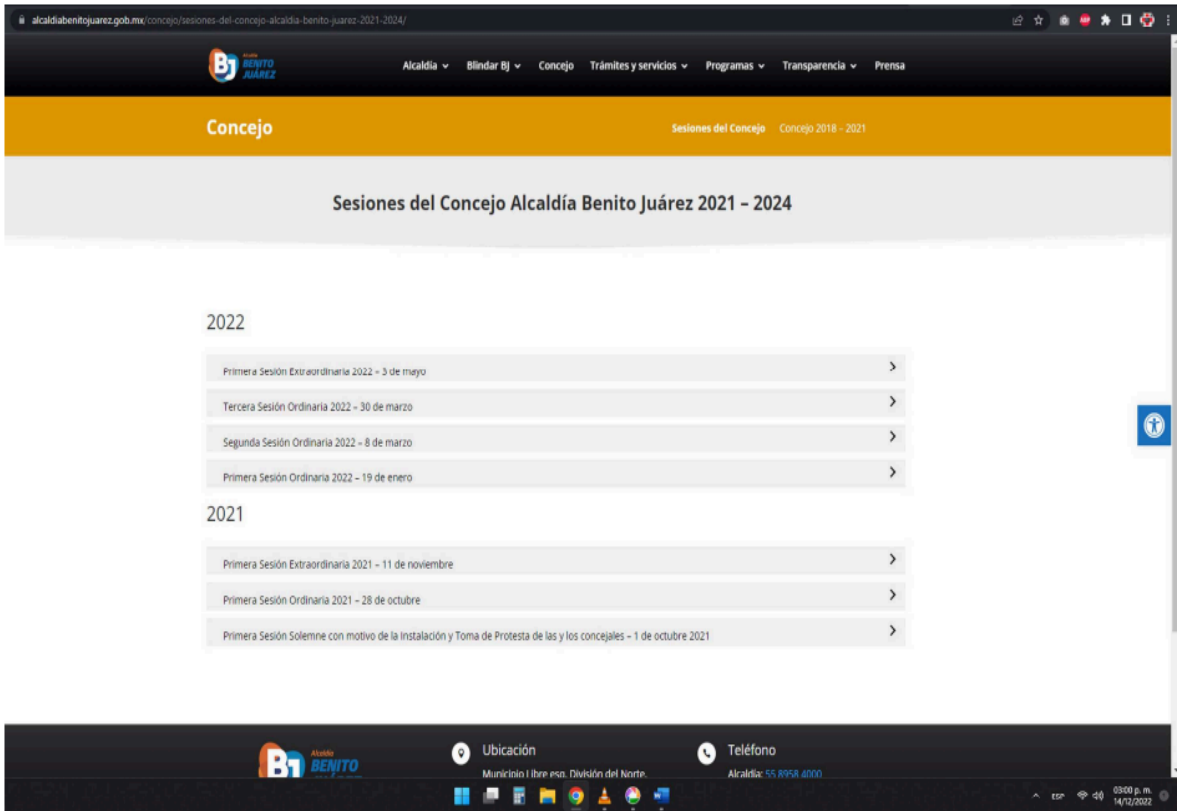 alcaldiabenitojuarez.gob.mx/concejo/sesiones-del-concejo-alcaldia-benito-juarez-2021-2024/
BJ Alcaldía BENITO JUÁREZ
Alcaldía Blindar BJ Concejo Trámites y servicios Programas Transparencia Prensa
Concejo
Sesiones del Concejo Concejo 2018 - 2021
Sesiones del Concejo Alcaldía Benito Juárez 2021 – 2024
2022
Primera Sesión Extraordinaria 2022 – 3 de mayo
Tercera Sesión Ordinaria 2022 – 30 de marzo
Segunda Sesión Ordinaria 2022 – 8 de marzo
Primera Sesión Ordinaria 2022 – 19 de enero
2021
Primera Sesión Extraordinaria 2021 – 11 de noviembre
Primera Sesión Ordinaria 2021 – 28 de octubre
Primera Sesión Solemne con motivo de la Instalación y Toma de Protesta de las y los concejales – 1 de octubre 2021
BJ Alcaldía BENITO
Ubicación
Municipio Libre esq. División del Norte,
Teléfono
Alcaldía: 55 8958 4000
ESP
03:00 p. m.
14/12/2022